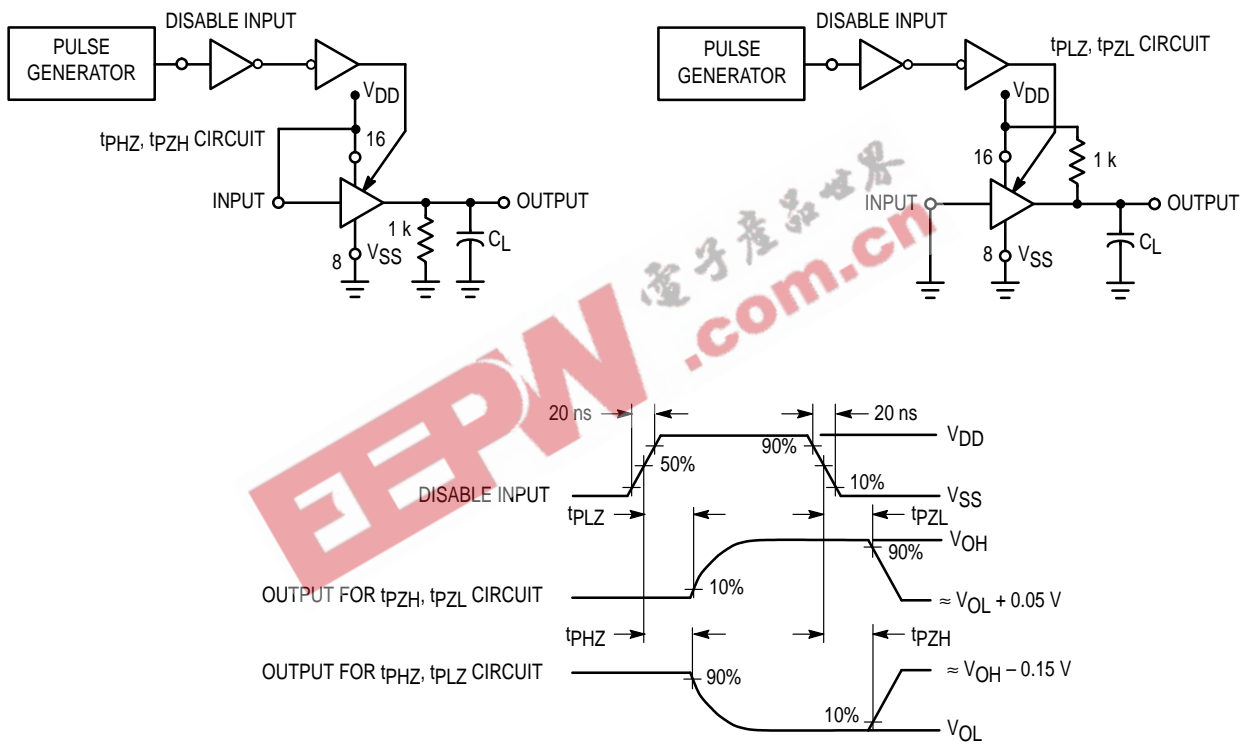 DISABLE INPUT
PULSE
GENERATOR
VDD
tPHZ, tPZH CIRCUIT
16
INPUT
OUTPUT
1 k
CL
8
VSS
DISABLE INPUT
PULSE
GENERATOR
tPLZ, tPZL CIRCUIT
VDD
16
1 k
INPUT
OUTPUT
8
VSS
CL
電子產品世界
.com.cn
EEPW
20 ns
20 ns
VDD
90%
50%
10%
DISABLE INPUT
VSS
tPLZ
tPZL
VOH
90%
10%
OUTPUT FOR tPZH, tPZL CIRCUIT
≈ VOL + 0.05 V
tPHZ
tPZH
OUTPUT FOR tPHZ, tPLZ CIRCUIT
≈ VOH – 0.15 V
90%
10%
VOL